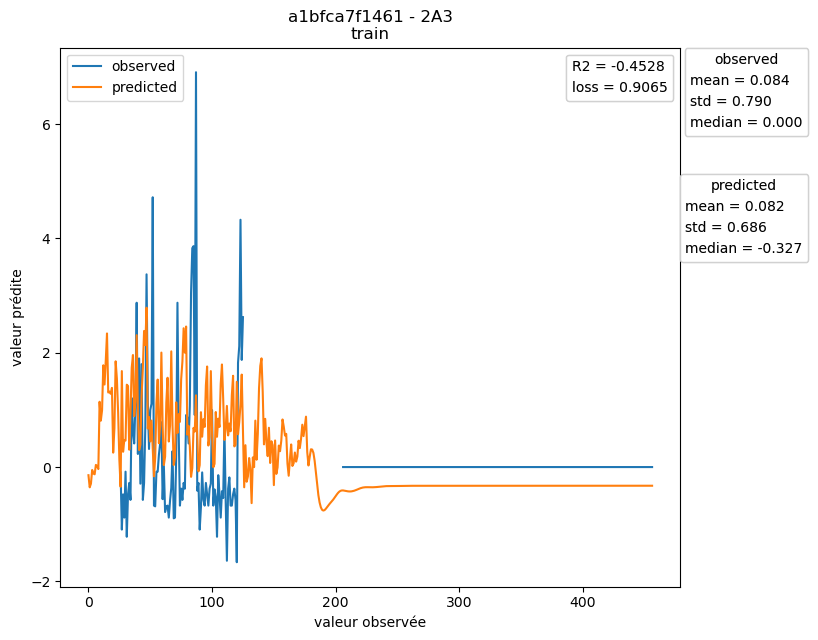 a1bfca7f1461 - 2A3
train
observed
predicted
R2 = -0.4528
loss = 0.9065
observed
mean = 0.084
std = 0.790
median = 0.000
predicted
mean = 0.082
std = 0.686
median = -0.327
6
4
2
0
−2
valeur prédite
0
100
200
300
400
valeur observée